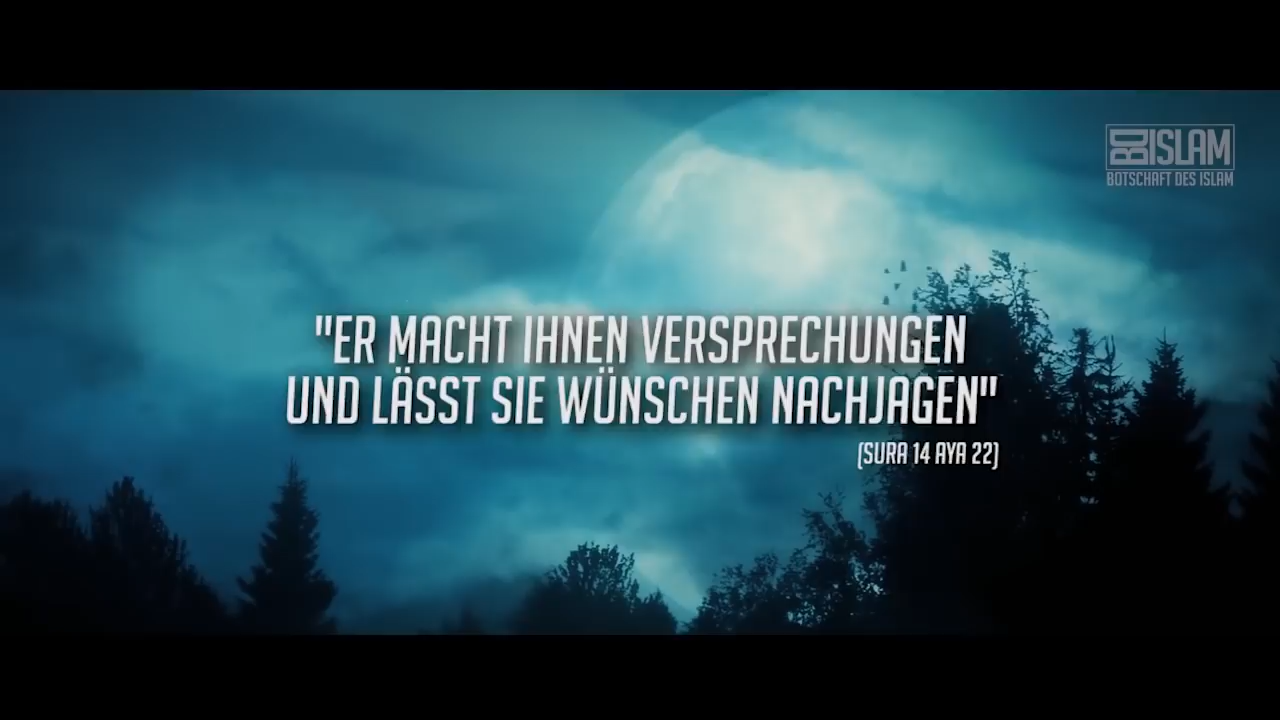 BDISLAM
BOTSCHAFT DES ISLAM
"ER MACHT IHNEN VERSPRECHUNGEN
UND LÄSST SIE WÜNSCHEN NACHJAGEN"
(SURA 14 AYA 22)